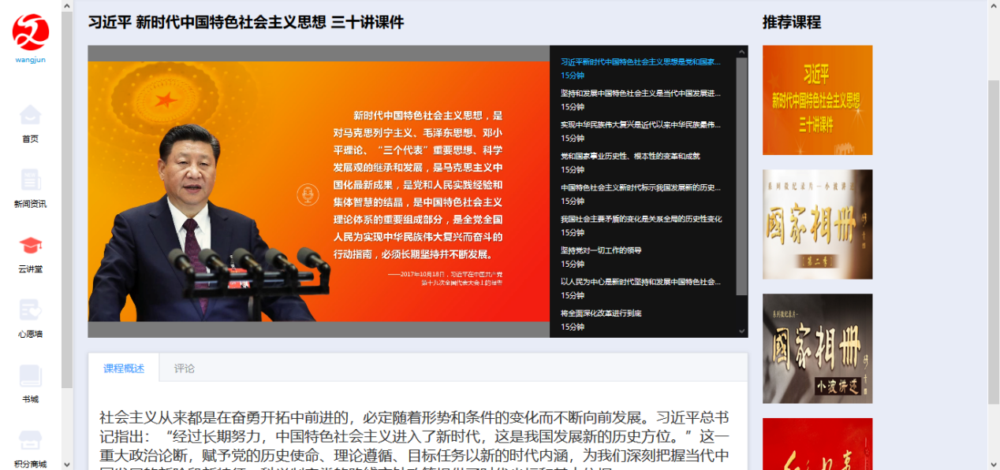 wangjun
首页
新闻资讯
云讲堂
心愿墙
书城
积分商城
习近平 新时代中国特色社会主义思想 三十讲课件
新时代中国特色社会主义思想，是
对马克思列宁主义、毛泽东思想、邓小
平理论、“三个代表”重要思想、科学
发展观的继承和发展，是马克思主义中
国化最新成果，是党和人民实践经验和
集体智慧的结晶，是中国特色社会主义
理论体系的重要组成部分，是全党全国
人民为实现中华民族伟大复兴而奋斗的
行动指南，必须长期坚持并不断发展。
——2017年10月18日，习近平在中国共产党
第十九次全国代表大会上的报告
习近平新时代中国特色社会主义思想是党和国家...
15分钟
坚持和发展中国特色社会主义是当代中国发展进...
15分钟
实现中华民族伟大复兴是近代以来中华民族最伟...
15分钟
党和国家事业历史性、根本性的变革和成就
15分钟
中国特色社会主义新时代标示我国发展新的历史...
15分钟
我国社会主要矛盾的变化是关系全局的历史性变化
15分钟
坚持党对一切工作的领导
15分钟
以人民为中心是新时代坚持和发展中国特色社会...
15分钟
将全面深化改革进行到底
15分钟
课程概述 评论
社会主义从来都是在奋勇开拓中前进的，必定随着形势和条件的变化而不断向前发展。习近平总书
记指出：“经过长期努力，中国特色社会主义进入了新时代，这是我国发展新的历史方位。”这一
重大政治论断，赋予党的历史使命、理论遵循、目标任务以新的时代内涵，为我们深刻把握当代中
推荐课程
习近平
新时代中国特色社会主义思想
三十讲课件
系列微纪录片—小波讲述
国家相册
第二季
系列微纪录片—
國家相册
小波讲述